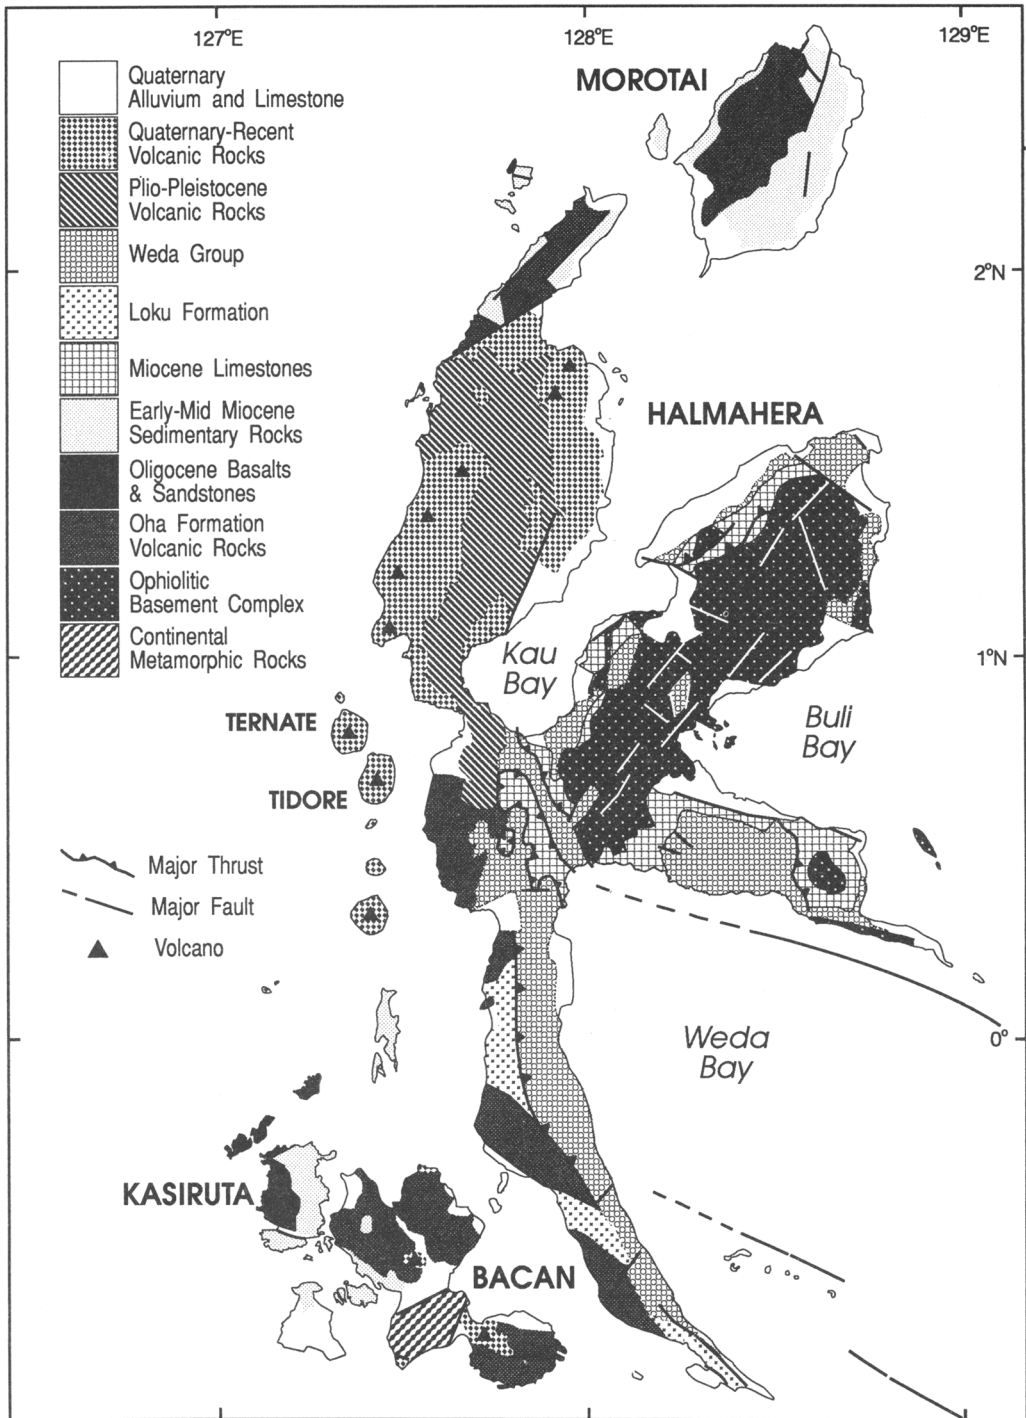 127°E
128°E
129°E
MOROTAI
Quaternary
Alluvium and Limestone
Quaternary-Recent
Volcanic Rocks
Plio-Pleistocene
Volcanic Rocks
Weda Group
2°N
Loku Formation
Miocene Limestones
HALMAHERA
Early-Mid Miocene
Sedimentary Rocks
Oligocene Basalts
& Sandstones
Oha Formation
Volcanic Rocks
Ophiolitic
Basement Complex
Continental
Metamorphic Rocks
Kau
Bay
1°N
TERNATE
Buli
Bay
TIDORE
Major Thrust
Major Fault
Volcano
Weda
Bay
0°
KASIRUTA
BACAN